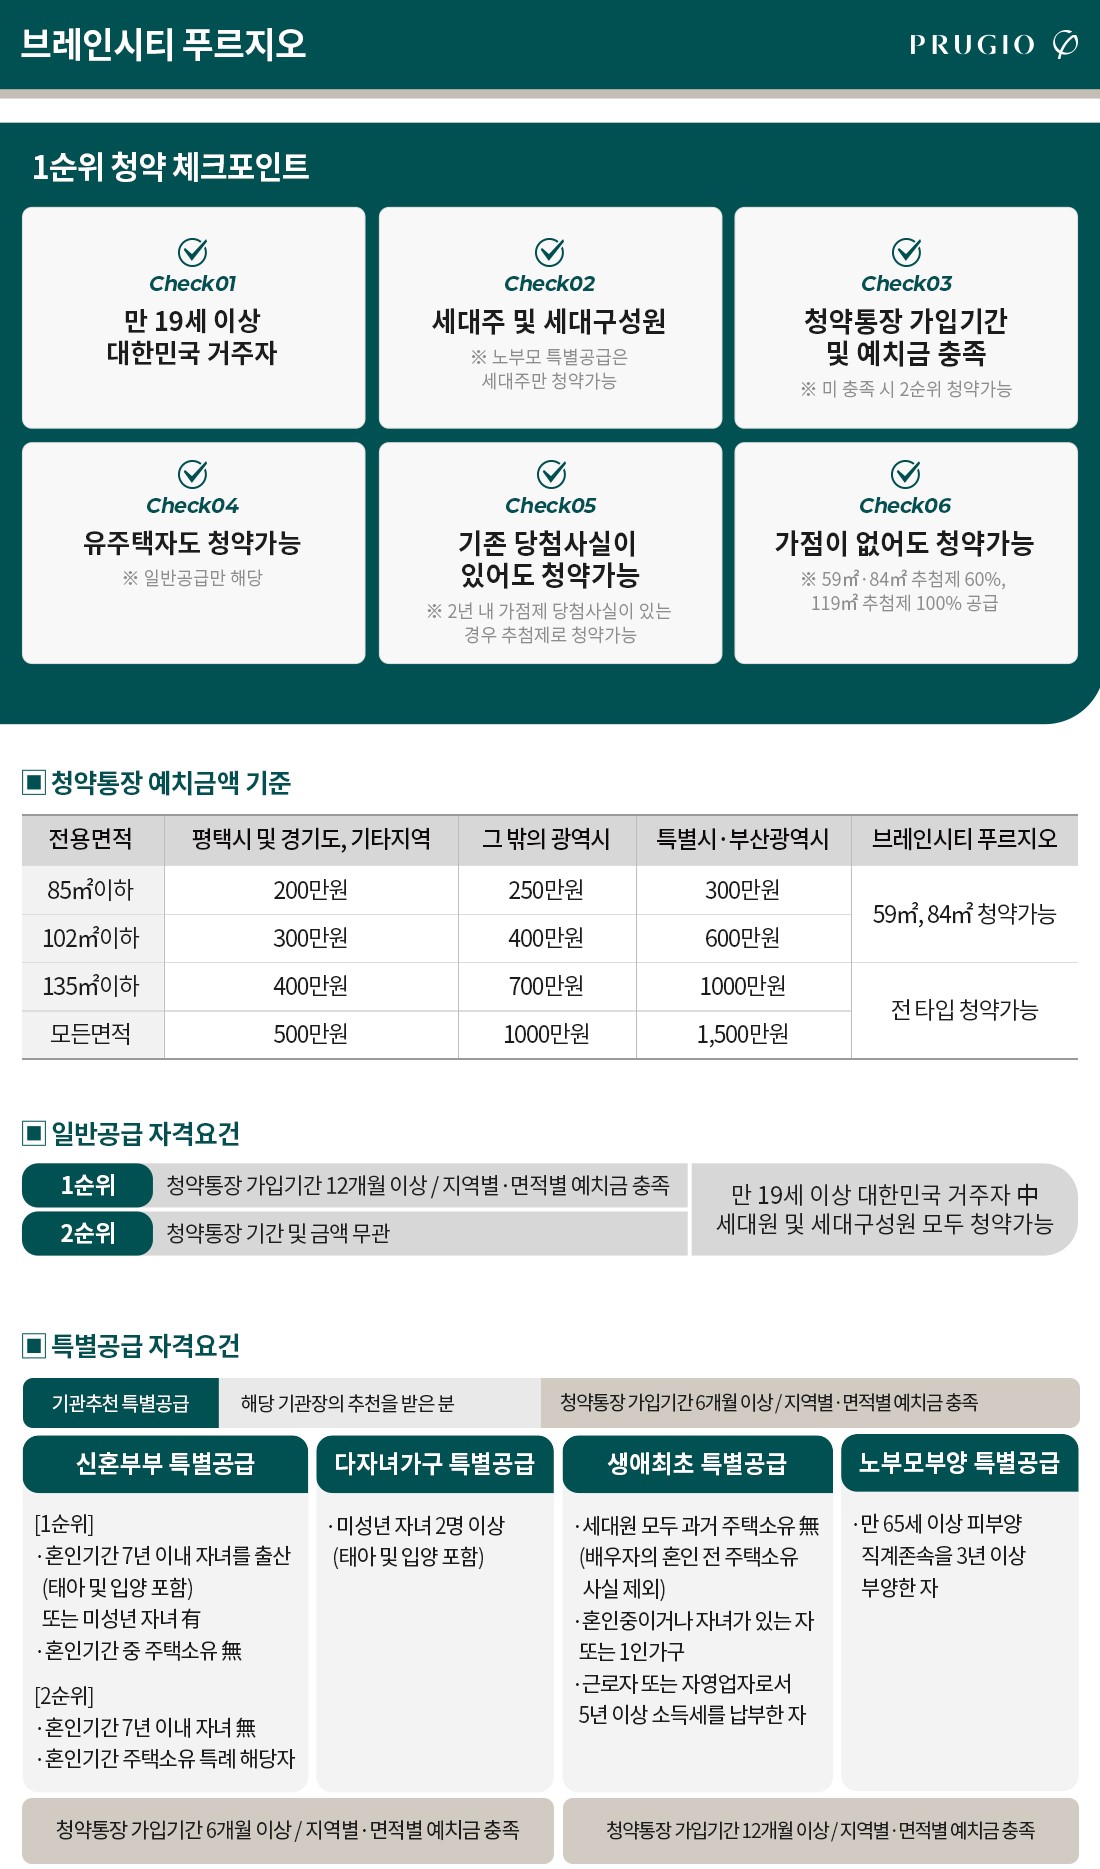 브레인시티 푸르지오
PRUGIO
1순위 청약 체크포인트
Check01
만 19세 이상
대한민국 거주자
Check02
세대주 및 세대구성원
※ 노부모 특별공급은
세대주만 청약가능
Check03
청약통장 가입기간
및 예치금 충족
※ 미 충족 시 2순위 청약가능
Check04
유주택자도 청약가능
※ 일반공급만 해당
Check05
기존 당첨사실이
있어도 청약가능
※ 2년 내 가점제 당첨사실이 있는
경우 추첨제로 청약가능
Check06
가점이 없어도 청약가능
※ 59㎡·84㎡ 추첨제 60%,
119㎡ 추첨제 100% 공급
▣ 청약통장 예치금액 기준
전용면적 평택시 및 경기도, 기타지역 그 밖의 광역시 특별시·부산광역시 브레인시티 푸르지오
85㎡이하 200만원 250만원 300만원
59㎡, 84㎡ 청약가능
102㎡이하 300만원 400만원 600만원
135㎡이하 400만원 700만원 1000만원
전 타입 청약가능
모든면적 500만원 1000만원 1,500만원
▣ 일반공급 자격요건
1순위 청약통장 가입기간 12개월 이상 / 지역별·면적별 예치금 충족
2순위 청약통장 기간 및 금액 무관
만 19세 이상 대한민국 거주자 中
세대원 및 세대구성원 모두 청약가능
▣ 특별공급 자격요건
기관추천 특별공급 해당 기관장의 추천을 받은 분 청약통장 가입기간 6개월 이상 / 지역별·면적별 예치금 충족
신혼부부 특별공급
[1순위]
·혼인기간 7년 이내 자녀를 출산
(태아 및 입양 포함)
또는 미성년 자녀 有
·혼인기간 중 주택소유 無
[2순위]
·혼인기간 7년 이내 자녀 無
·혼인기간 주택소유 특례 해당자
다자녀가구 특별공급
·미성년 자녀 2명 이상
(태아 및 입양 포함)
생애최초 특별공급
·세대원 모두 과거 주택소유 無
(배우자의 혼인 전 주택소유
사실 제외)
·혼인중이거나 자녀가 있는 자
또는 1인가구
·근로자 또는 자영업자로서
5년 이상 소득세를 납부한 자
노부모부양 특별공급
·만 65세 이상 피부양
직계존속을 3년 이상
부양한 자
청약통장 가입기간 6개월 이상 / 지역별·면적별 예치금 충족
청약통장 가입기간 12개월 이상 / 지역별·면적별 예치금 충족